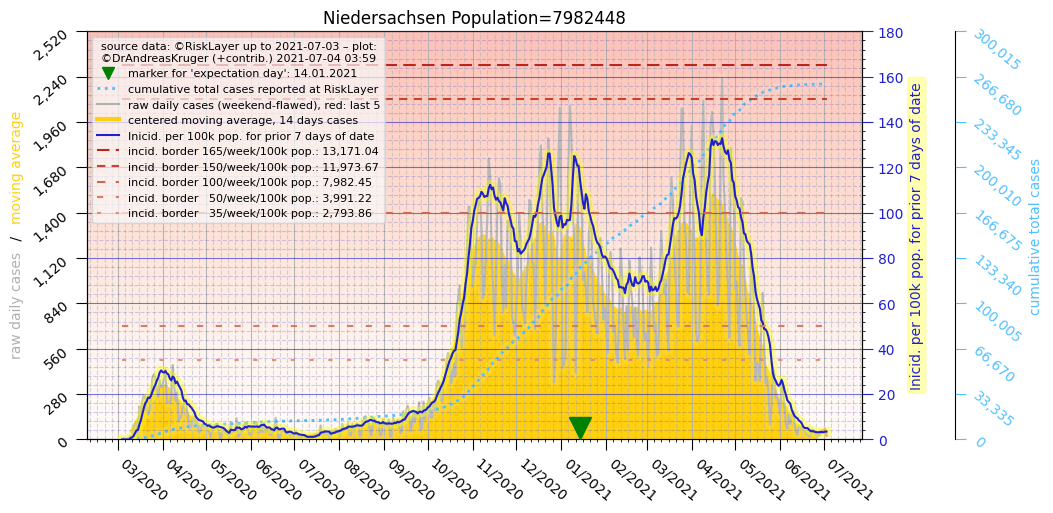 Niedersachsen Population=7982448
source data: ©RiskLayer up to 2021-07-03 – plot:
©DrAndreasKruger (+contrib.) 2021-07-04 03:59
marker for 'expectation day': 14.01.2021
cumulative total cases reported at RiskLayer
raw daily cases (weekend-flawed), red: last 5
centered moving average, 14 days cases
Inicid. per 100k pop. for prior 7 days of date
incid. border 165/week/100k pop.: 13,171.04
incid. border 150/week/100k pop.: 11,973.67
incid. border 100/week/100k pop.: 7,982.45
incid. border   50/week/100k pop.: 3,991.22
incid. border   35/week/100k pop.: 2,793.86
raw daily cases   /   moving average
2,520
2,240
1,960
1,680
1,400
1,120
840
560
280
0
03/2020
04/2020
05/2020
06/2020
07/2020
08/2020
09/2020
10/2020
11/2020
12/2020
01/2021
02/2021
03/2021
04/2021
05/2021
06/2021
07/2021
180
160
140
120
100
80
60
40
20
0
Inicid. per 100k pop. for prior 7 days of date
300,015
266,680
233,345
200,010
166,675
133,340
100,005
66,670
33,335
0
cumulative total cases